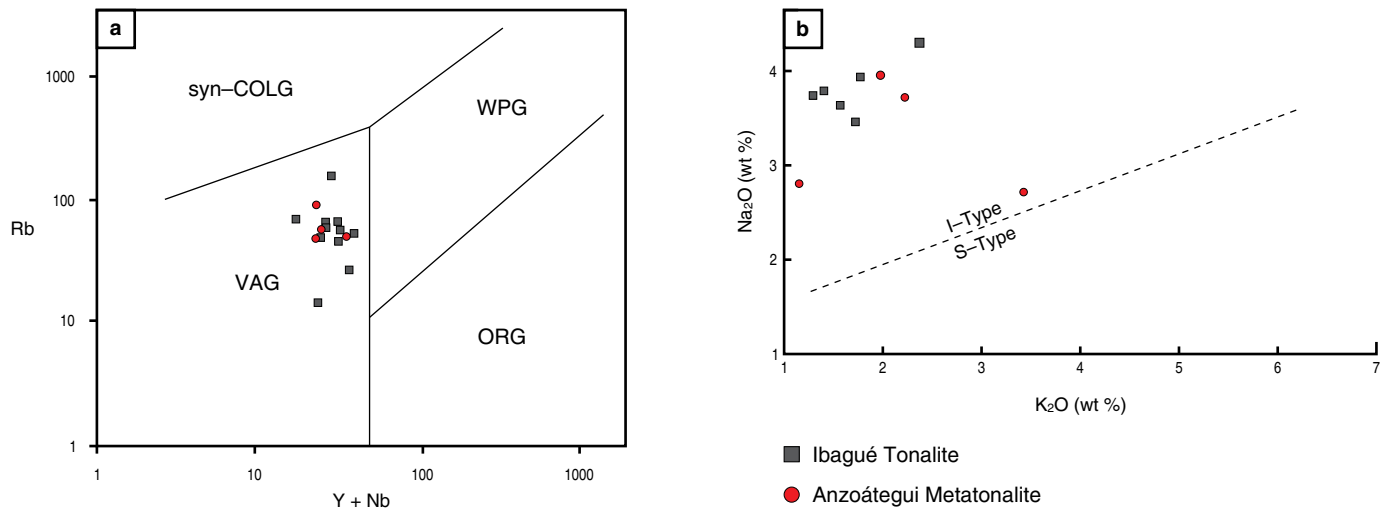 a
syn–COLG
WPG
VAG
ORG
Rb
1000
100
10
1
1
10
100
1000
Y + Nb
b
Na2O (wt %)
4
3
2
1
I–Type
S–Type
1
2
3
4
5
6
7
K2O (wt %)
Ibagué Tonalite
Anzoátegui Metatonalite